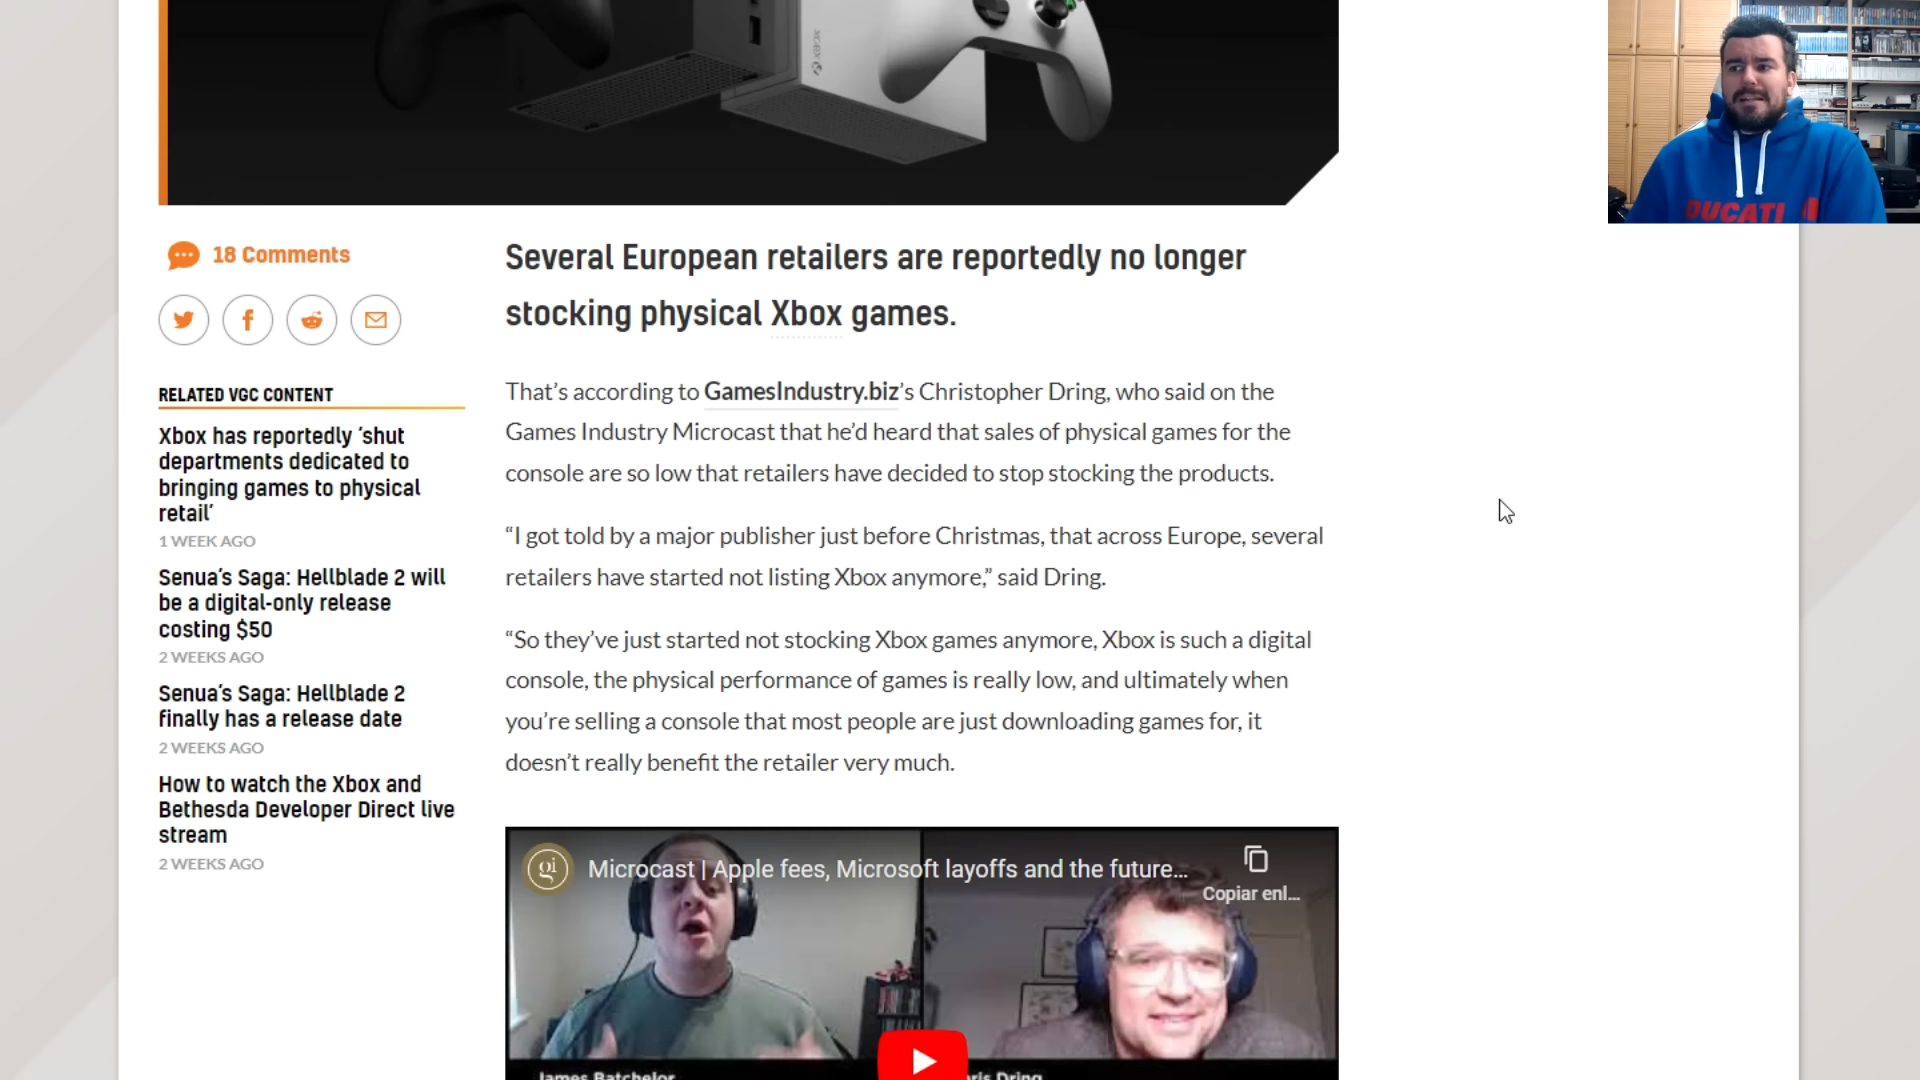 XBOX
DUCATI
18 Comments
RELATED VGC CONTENT
Xbox has reportedly ‘shut
departments dedicated to
bringing games to physical
retail’
1 WEEK AGO
Senua’s Saga: Hellblade 2 will
be a digital-only release
costing $50
2 WEEKS AGO
Senua’s Saga: Hellblade 2
finally has a release date
2 WEEKS AGO
How to watch the Xbox and
Bethesda Developer Direct live
stream
2 WEEKS AGO
Several European retailers are reportedly no longer
stocking physical Xbox games.
That’s according to GamesIndustry.biz’s Christopher Dring, who said on the
Games Industry Microcast that he’d heard that sales of physical games for the
console are so low that retailers have decided to stop stocking the products.
“I got told by a major publisher just before Christmas, that across Europe, several
retailers have started not listing Xbox anymore,” said Dring.
“So they’ve just started not stocking Xbox games anymore, Xbox is such a digital
console, the physical performance of games is really low, and ultimately when
you’re selling a console that most people are just downloading games for, it
doesn’t really benefit the retailer very much.
gi
Microcast | Apple fees, Microsoft layoffs and the future...
Copiar enl...
James Batchelor
Dring